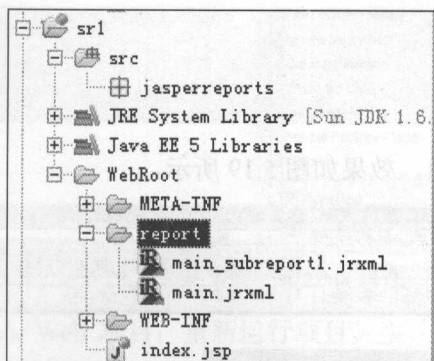 sr1
src
jasperreports
JRE System Library [Sun JDK 1.6.
Java EE 5 Libraries
WebRoot
META-INF
report
main_subreport1.jrxml
main.jrxml
WEB-INF
index.jsp